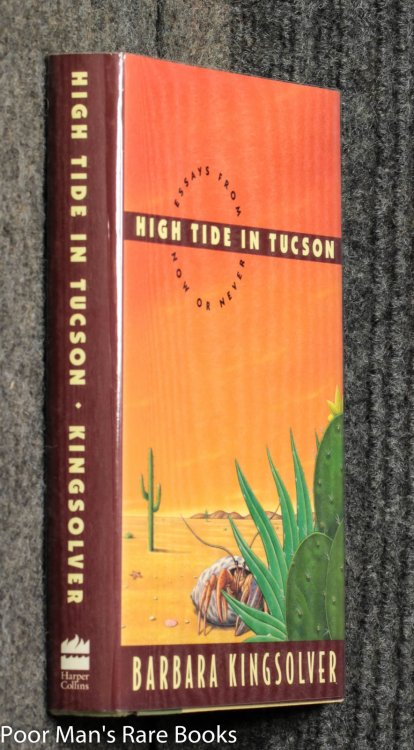 HIGH TIDE IN TUCSON • KINGSOLVER
Harper
Collins
ESSAYS FROM
HIGH TIDE IN TUCSON
NOW OR NEVER
BARBARA KINGSOLVER
Poor Man's Rare Books